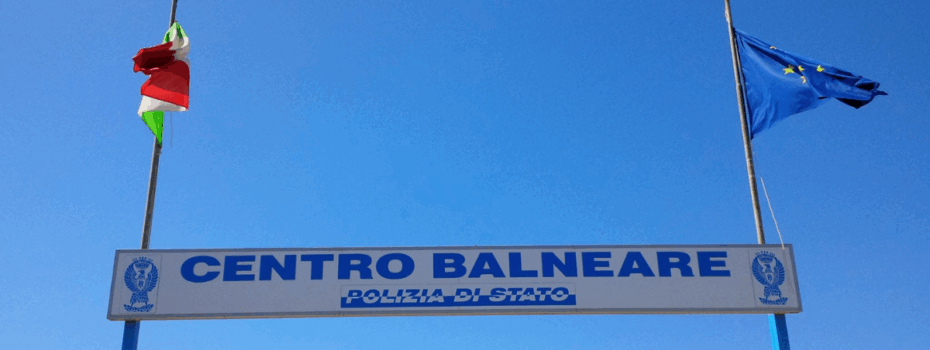 CENTRO BALNEARE
POLIZIA DI STATO